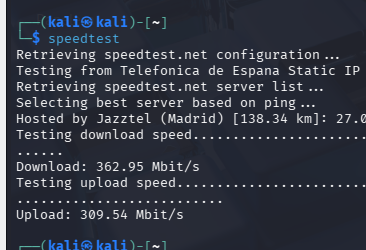 ┌──(kali㉿kali)-[~]
└─$ speedtest
Retrieving speedtest.net configuration...
Testing from Telefonica de Espana Static IP
Retrieving speedtest.net server list...
Selecting best server based on ping...
Hosted by Jazztel (Madrid) [138.34 km]: 27.0
Testing download speed......................
......
Download: 362.95 Mbit/s
Testing upload speed........................
..........................
Upload: 309.54 Mbit/s
┌──(kali㉿kali)-[~]